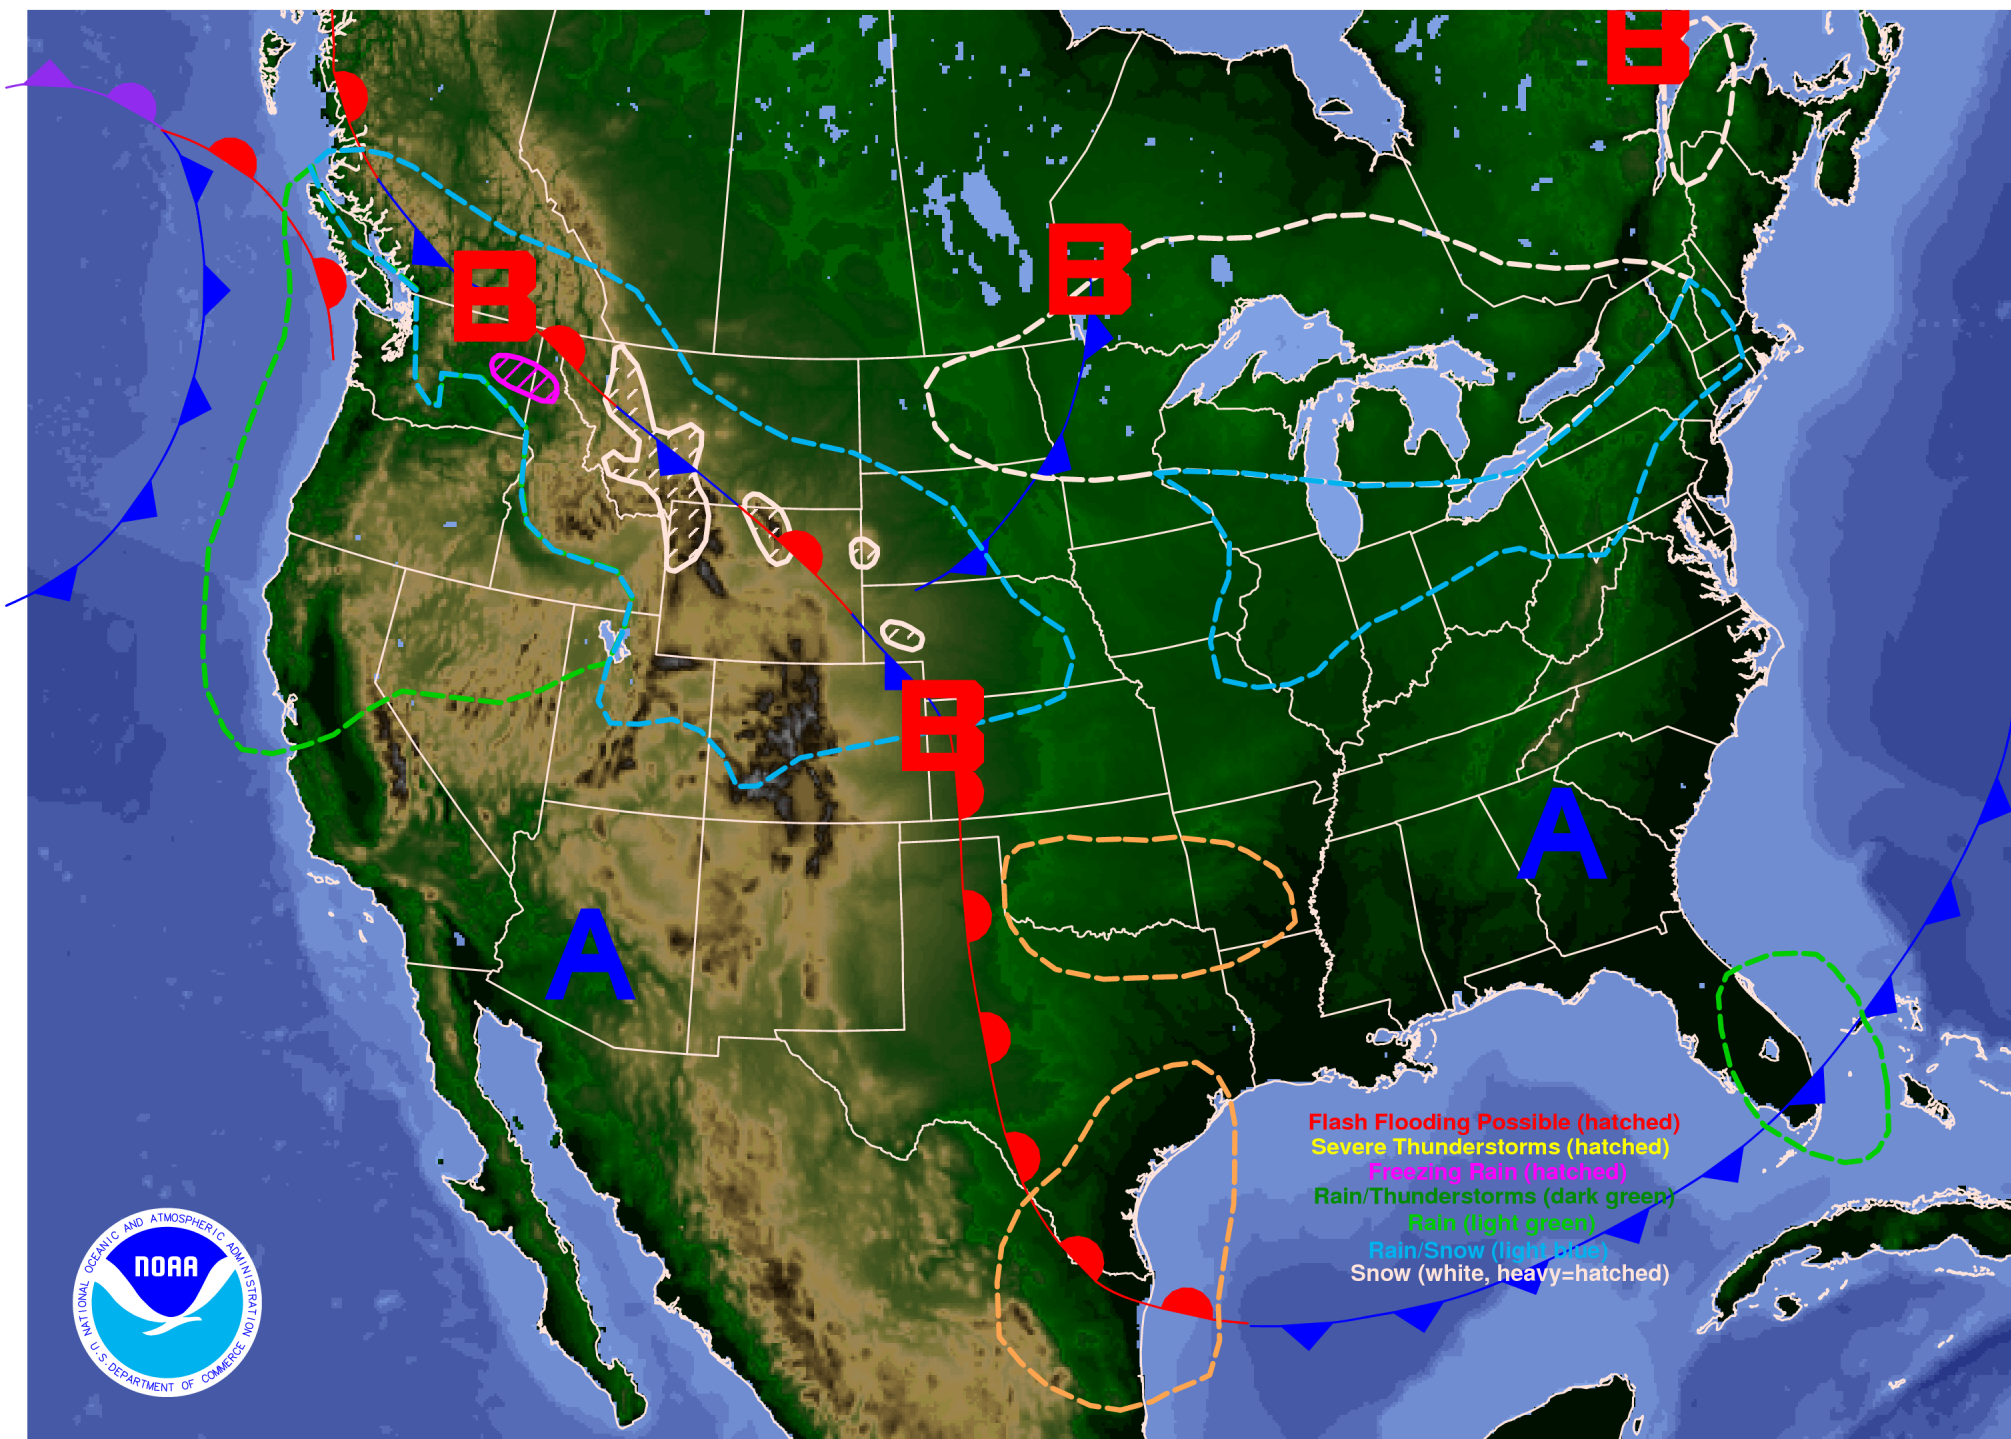 B
B
B
B
A
A
Flash Flooding Possible (hatched)
Severe Thunderstorms (hatched)
Freezing Rain (hatched)
Rain/Thunderstorms (dark green)
Rain (light green)
Rain/Snow (light blue)
Snow (white, heavy=hatched)
NATIONAL OCEANIC AND ATMOSPHERIC ADMINISTRATION
NOAA
U.S. DEPARTMENT OF COMMERCE